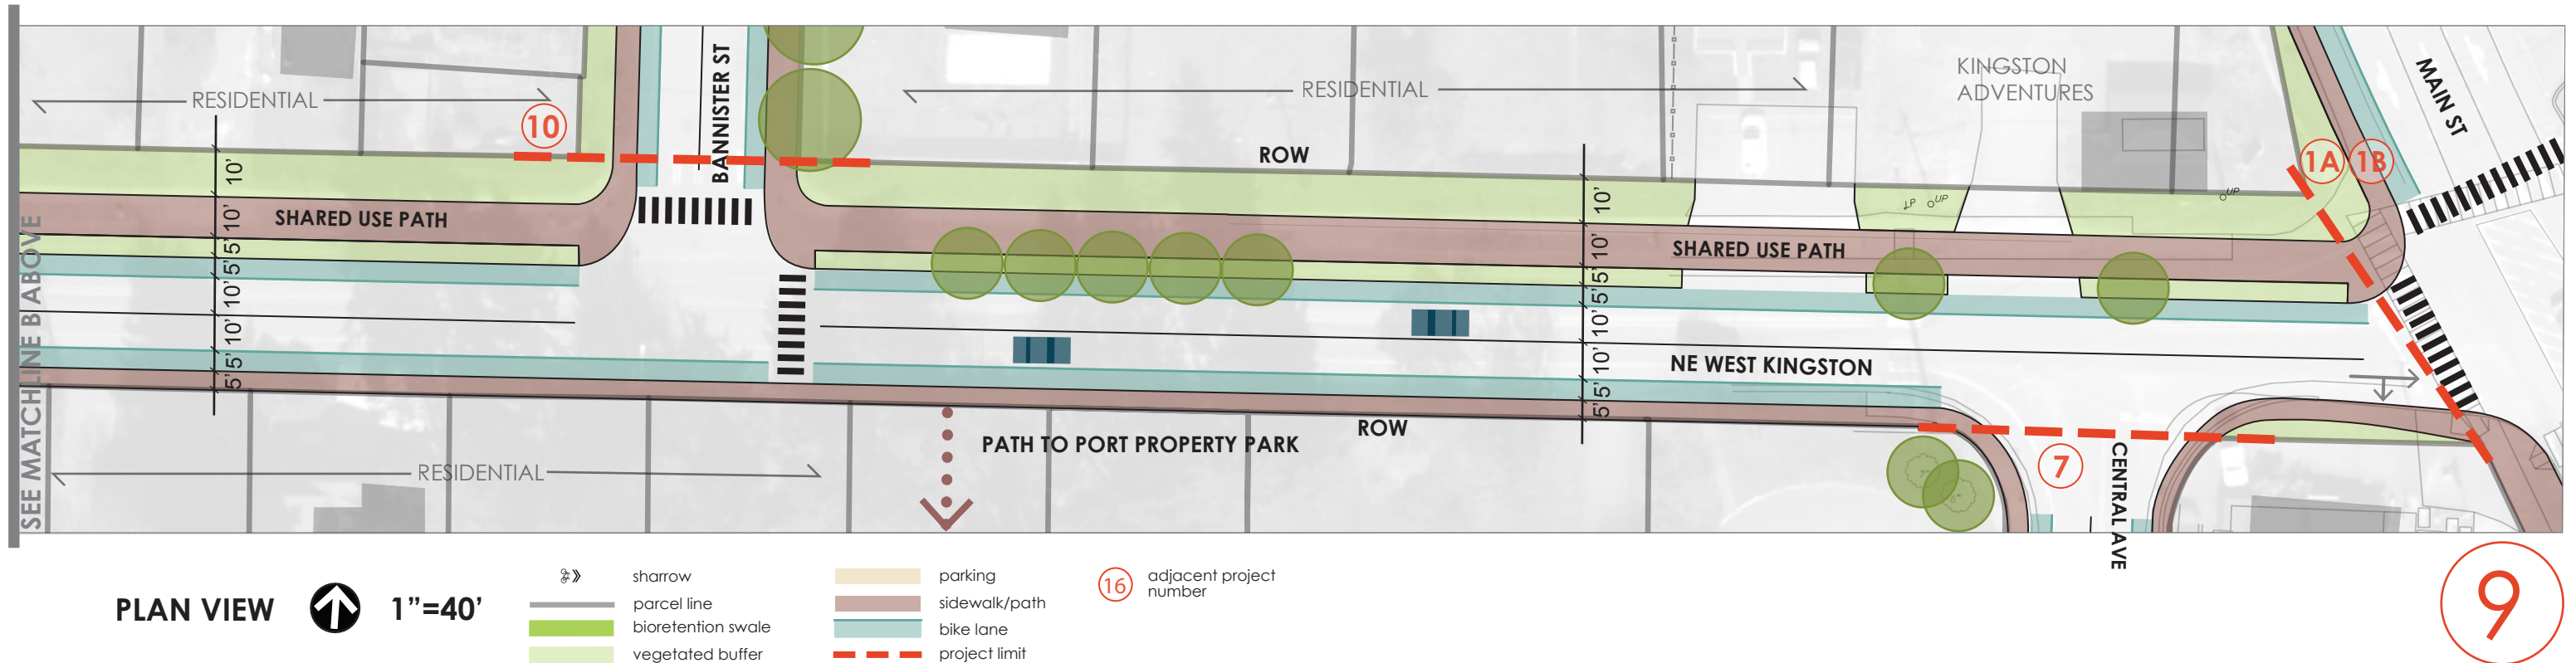 RESIDENTIAL
10
BANNISTER ST
RESIDENTIAL
KINGSTON
ADVENTURES
MAIN ST
ROW
1A
1B
SEE MATCHLINE B ABOVE
10'
10'
5'
5'
10'
10'
5'
5'
SHARED USE PATH
10'
10'
5'
5'
10'
10'
5'
5'
SHARED USE PATH
UP
UP
NE WEST KINGSTON
ROW
PATH TO PORT PROPERTY PARK
RESIDENTIAL
7
CENTRAL AVE
PLAN VIEW
1"=40'
sharrow
parcel line
bioretention swale
vegetated buffer
parking
sidewalk/path
bike lane
project limit
16
adjacent project
number
9